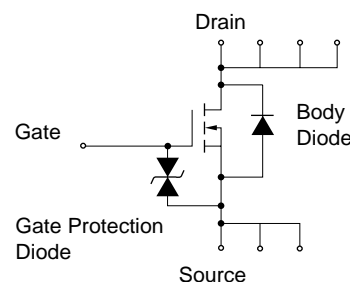 Drain
Body
Diode
Gate
Gate Protection
Diode
Source